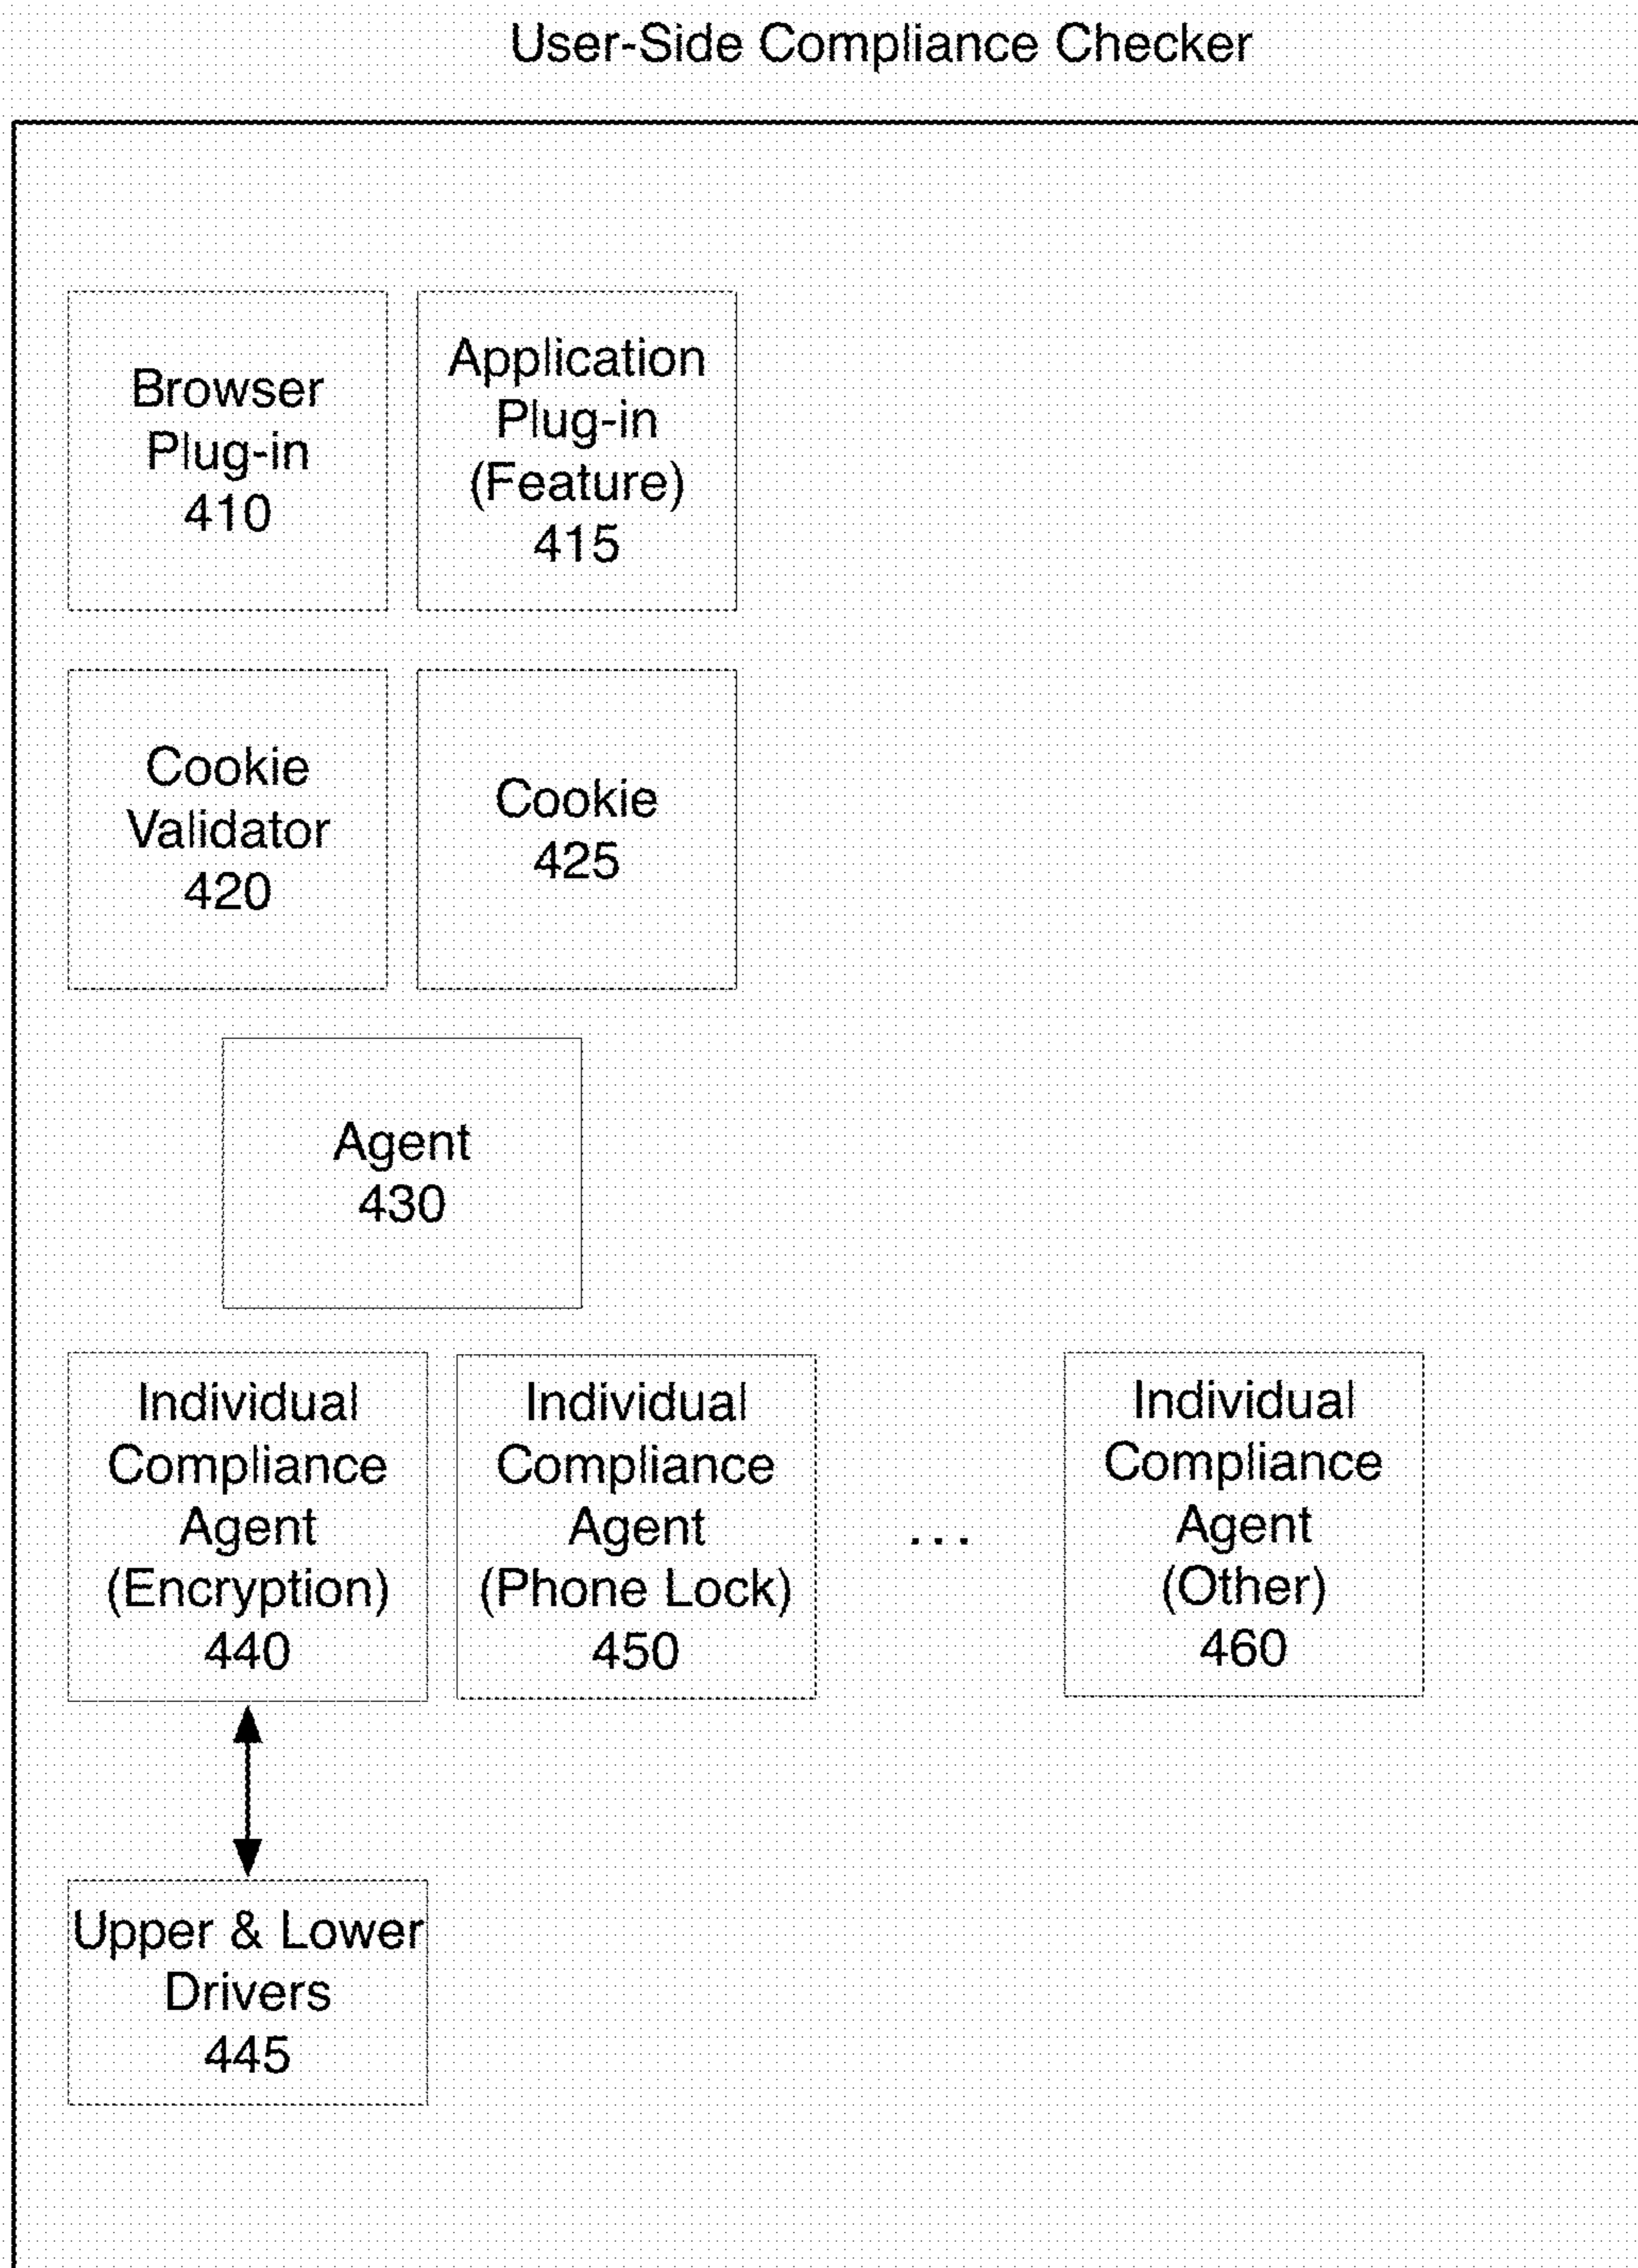 User-Side Compliance Checker
Browser
Plug-in
410
Application
Plug-in
(Feature)
415
Cookie
Validator
420
Cookie
425
Agent
430
Individual
Compliance
Agent
(Encryption)
440
Individual
Compliance
Agent
(Phone Lock)
450
...
Individual
Compliance
Agent
(Other)
460
Upper & Lower
Drivers
445